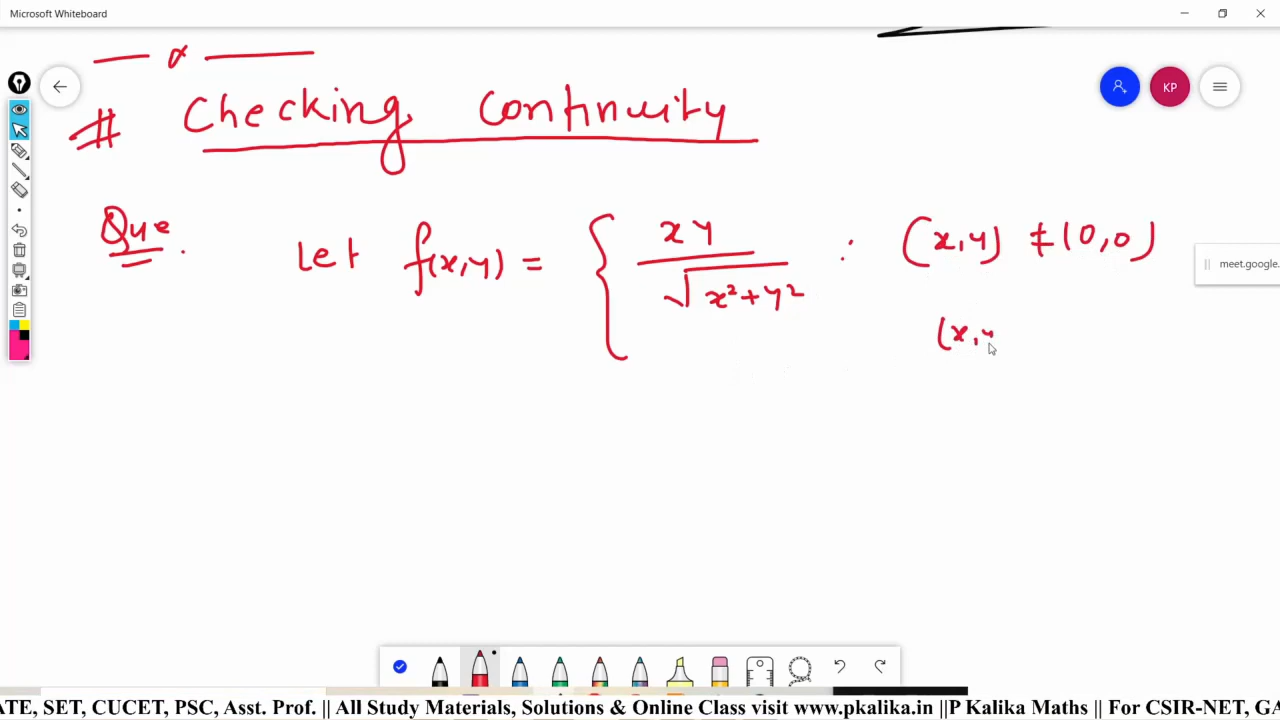 Microsoft Whiteboard
# Checking Continuity
KP
Que. Let f(x,y) = { xy / √x²+y² : (x,y) ≠ (0,0)
meet.google.
(x,y
ATE, SET, CUCET, PSC, Asst. Prof. || All Study Materials, Solutions & Online Class visit www.pkalika.in ||P Kalika Maths || For CSIR-NET, GA